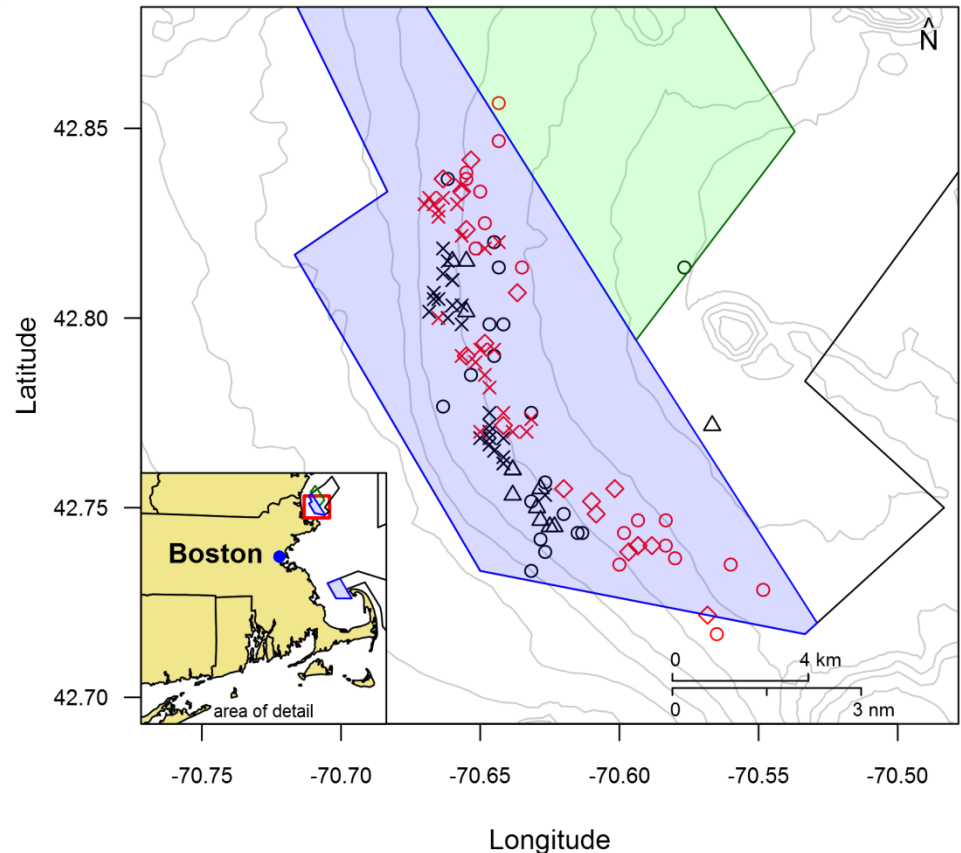 N
42.85
42.80
42.75
42.70
Latitude
Boston
area of detail
0 4 km
0 3 nm
-70.75 -70.70 -70.65 -70.60 -70.55 -70.50
Longitude